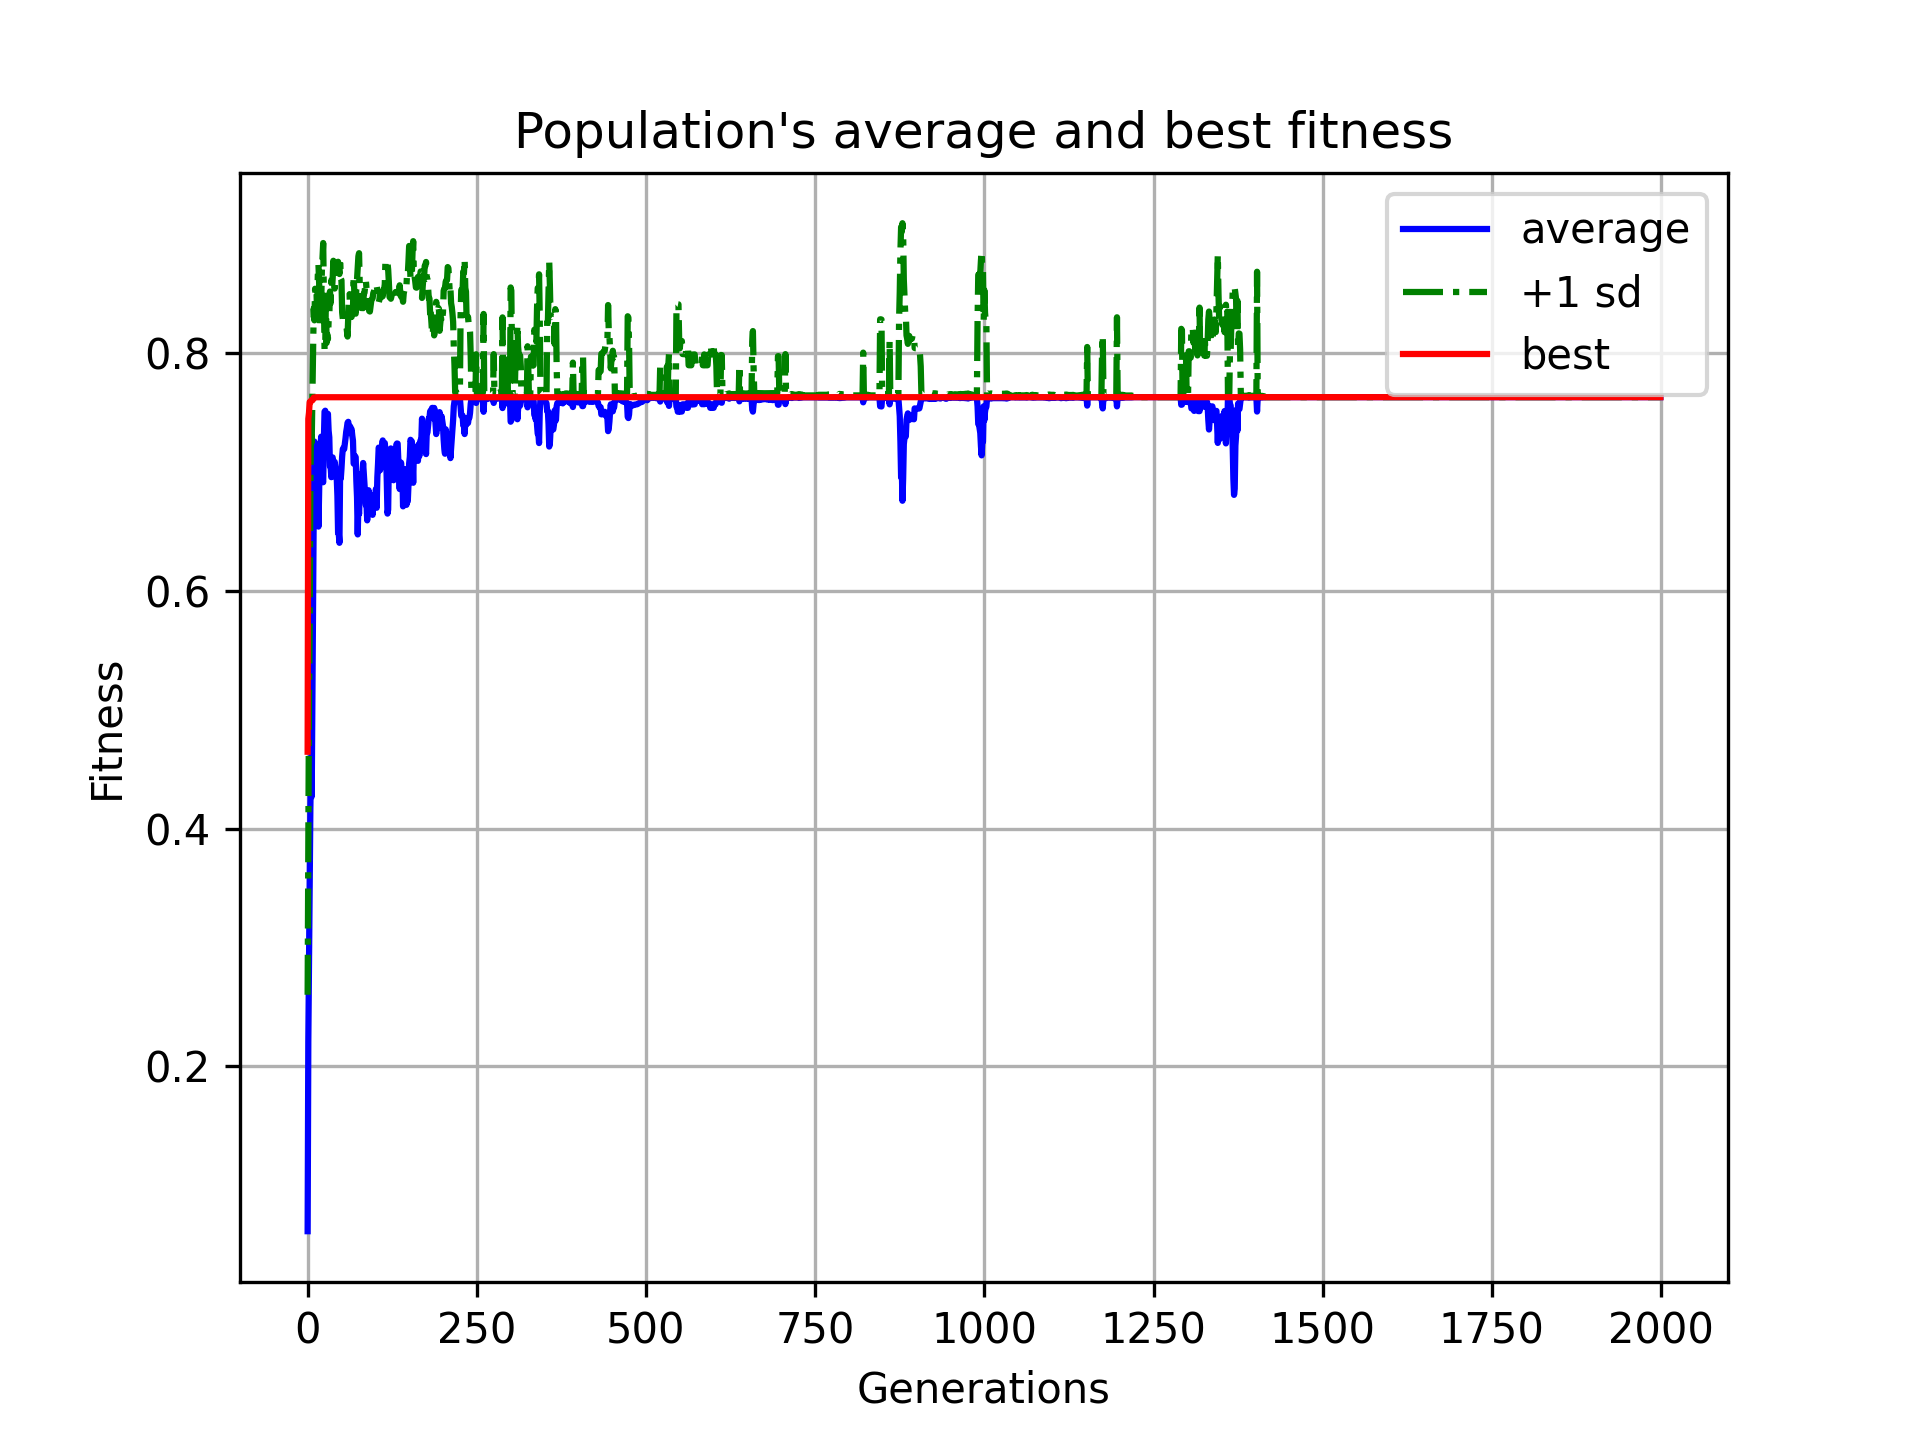 Population's average and best fitness
average
+1 sd
best
0.8
0.6
0.4
0.2
Fitness
0 250 500 750 1000 1250 1500 1750 2000
Generations